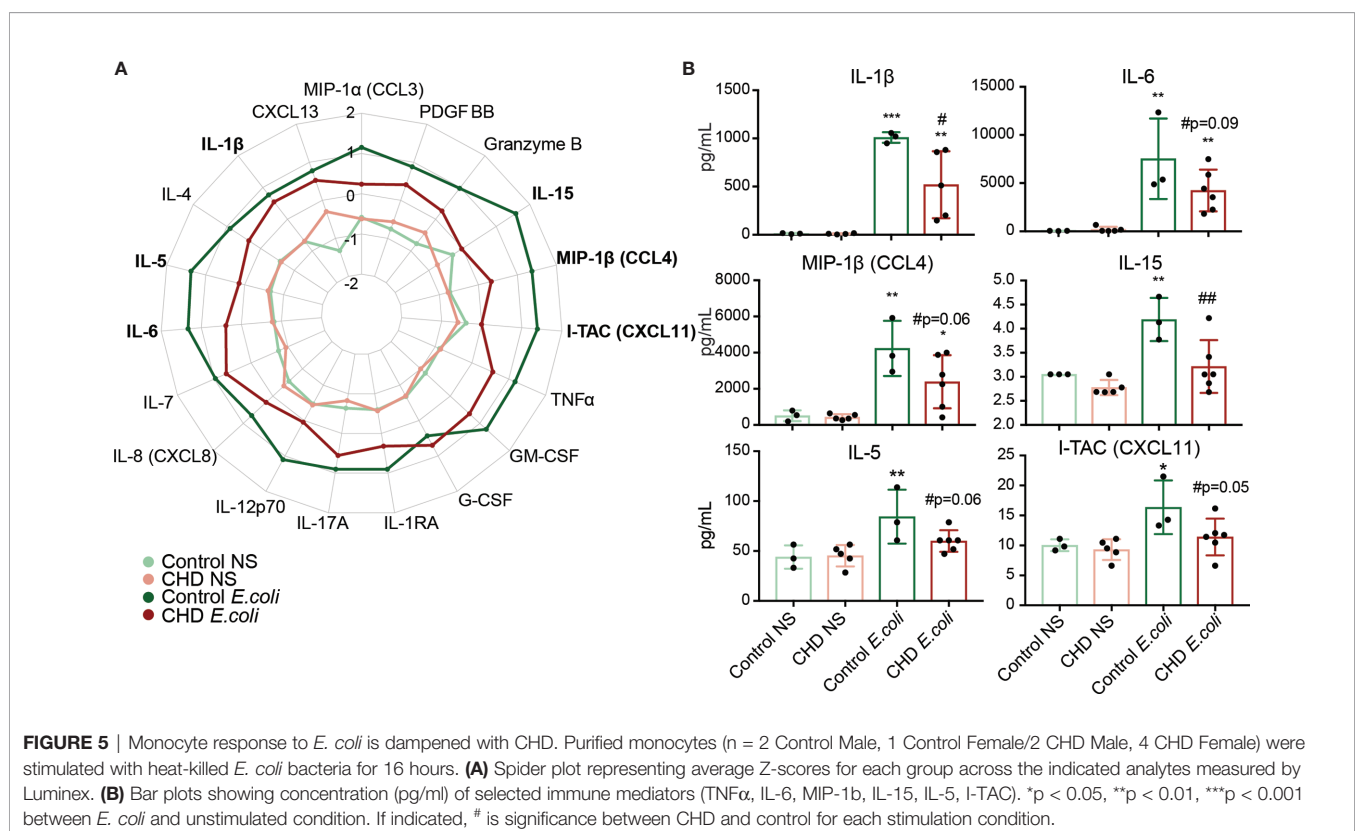 A
MIP-1α (CCL3)
CXCL13
PDGF BB
IL-1β
Granzyme B
IL-4
IL-15
IL-5
MIP-1β (CCL4)
IL-6
I-TAC (CXCL11)
IL-7
TNFα
IL-8 (CXCL8)
GM-CSF
IL-12p70
G-CSF
IL-17A
IL-1RA
2
1
0
-1
-2
Control NS
CHD NS
Control E.coli
CHD E.coli
B
IL-1β
pg/mL
1500
1000
500
0
***
#
**
IL-6
15000
10000
5000
0
**
#p=0.09
**
MIP-1β (CCL4)
pg/mL
8000
6000
4000
2000
0
**
#p=0.06
*
IL-15
5.0
4.5
4.0
3.5
3.0
2.5
2.0
**
##
IL-5
pg/mL
150
100
50
0
**
#p=0.06
I-TAC (CXCL11)
25
20
15
10
5
0
*
#p=0.05
Control NS
CHD NS
Control E.coli
CHD E.coli
Control NS
CHD NS
Control E.coli
CHD E.coli
FIGURE 5 | Monocyte response to E. coli is dampened with CHD. Purified monocytes (n = 2 Control Male, 1 Control Female/2 CHD Male, 4 CHD Female) were
stimulated with heat-killed E. coli bacteria for 16 hours. (A) Spider plot representing average Z-scores for each group across the indicated analytes measured by
Luminex. (B) Bar plots showing concentration (pg/ml) of selected immune mediators (TNFα, IL-6, MIP-1b, IL-15, IL-5, I-TAC). *p < 0.05, **p < 0.01, ***p < 0.001
between E. coli and unstimulated condition. If indicated, # is significance between CHD and control for each stimulation condition.